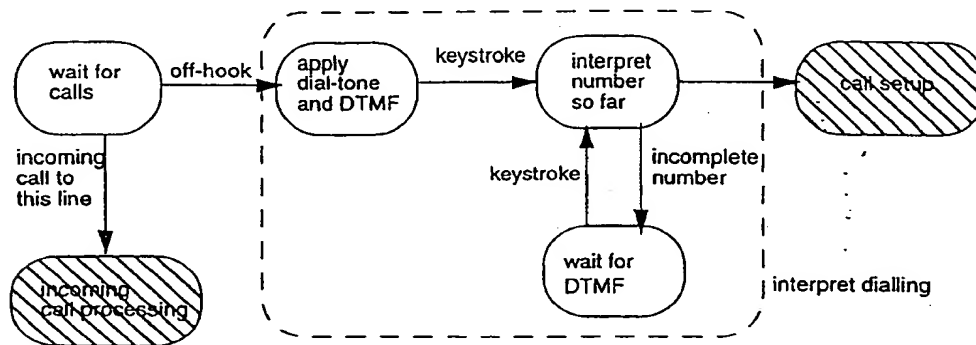 wait for
calls
off-hook
apply
dial-tone
and DTMF
keystroke
interpret
number
so far
call setup
incoming
call to
this line
keystroke
incomplete
number
wait for
DTMF
interpret dialling
incoming
call processing